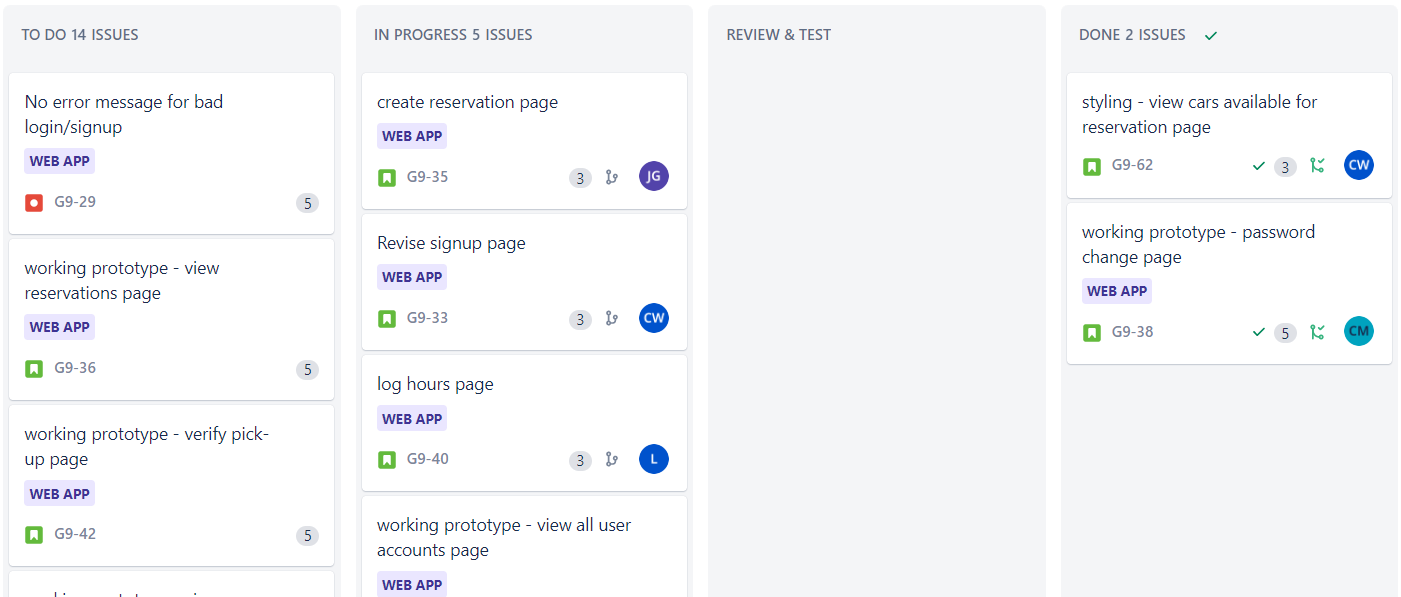 TO DO 14 ISSUES
No error message for bad
login/signup
WEB APP
G9-29
5
working prototype - view
reservations page
WEB APP
G9-36
5
working prototype - verify pick-
up page
WEB APP
G9-42
5
IN PROGRESS 5 ISSUES
create reservation page
WEB APP
G9-35
3
JG
Revise signup page
WEB APP
G9-33
3
CW
log hours page
WEB APP
G9-40
3
L
working prototype - view all user
accounts page
WEB APP
REVIEW & TEST
DONE 2 ISSUES
styling - view cars available for
reservation page
G9-62
3
CW
working prototype - password
change page
WEB APP
G9-38
5
CM